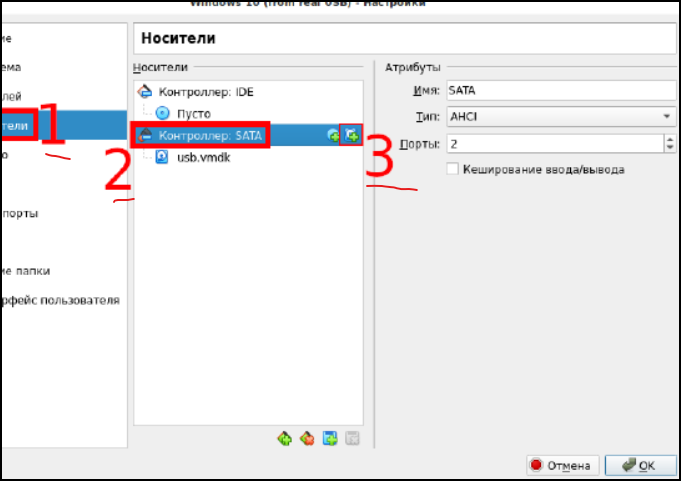 Windows 10 (from real USB) - Настройки
ие
ема
лей
тели
1
о
порты
ие папки
рфейс пользователя
Носители
Носители
Контроллер: IDE
Пусто
Контроллер: SATA
usb.vmdk
2
3
Атрибуты
Имя: SATA
Тип: AHCI
Порты: 2
Кеширование ввода/вывода
Отмена
OK